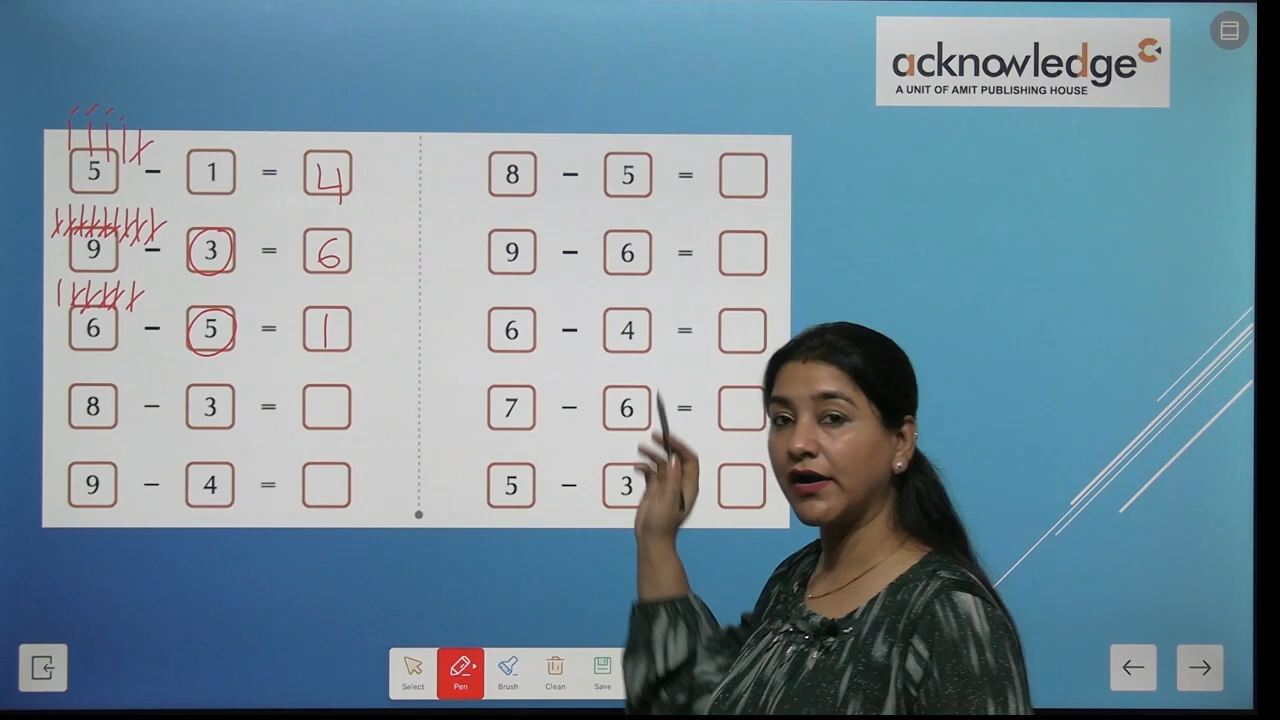 acknowledge
A UNIT OF AMIT PUBLISHING HOUSE
5 − 1 = 4
9 − 3 = 6
6 − 5 = 1
8 − 3 =
9 − 4 =
8 − 5 =
9 − 6 =
6 − 4 =
7 − 6 =
5 − 3
Select Pen Brush Clean Save